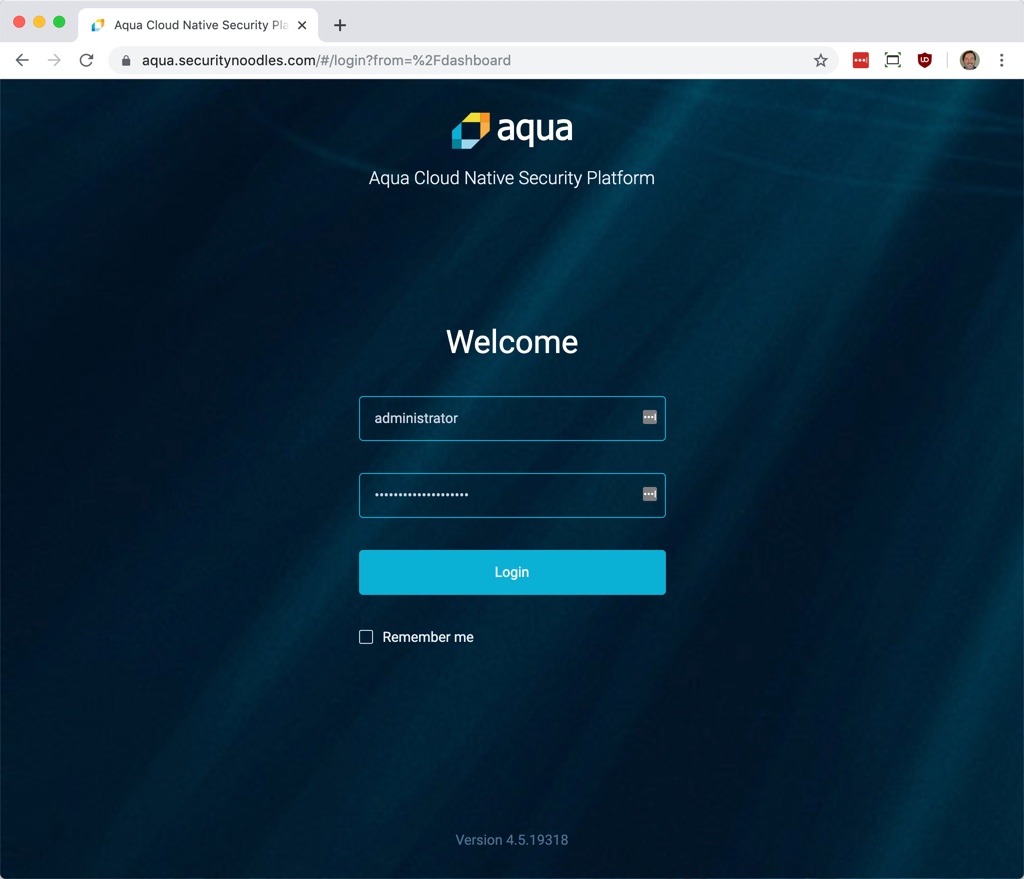 Aqua Cloud Native Security Pla
aqua.securitynoodles.com/#/login?from=%2Fdashboard
aqua
Aqua Cloud Native Security Platform
Welcome
administrator
••••••••••••••••••••
Login
Remember me
Version 4.5.19318